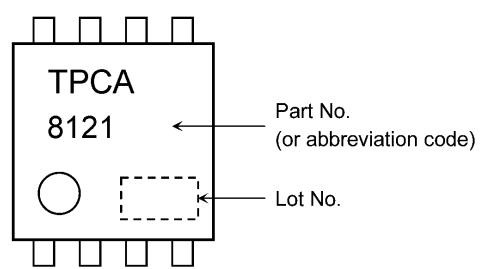 TPCA
8121
Part No.
(or abbreviation code)
Lot No.